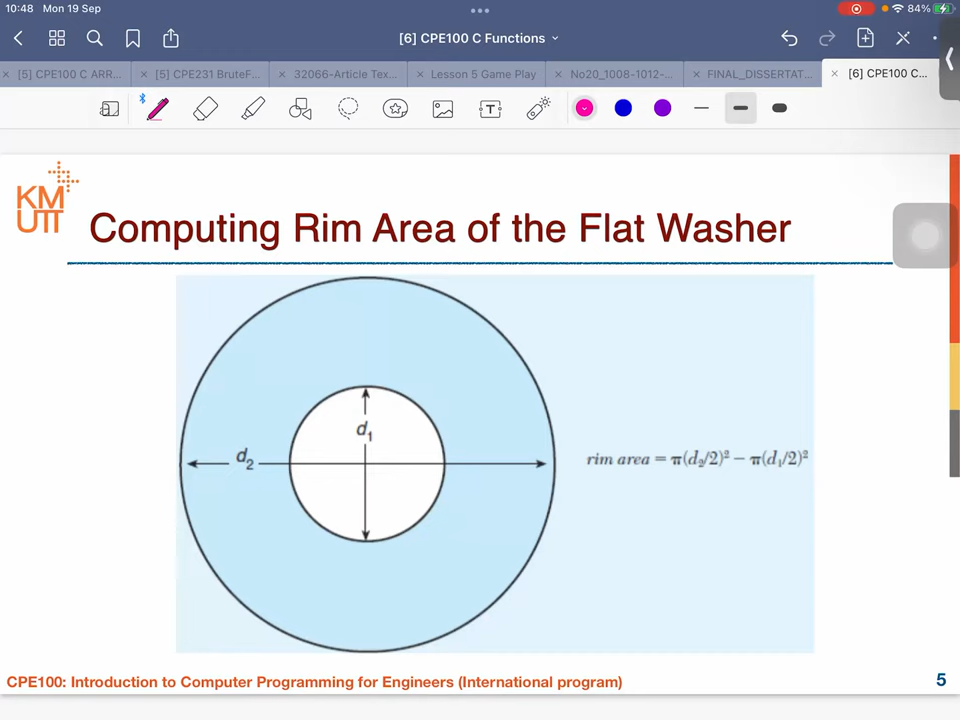 10:48 Mon 19 Sep
84%
[6] CPE100 C Functions
[5] CPE100 C ARR...
[5] CPE231 BruteF...
32066-Article Tex...
Lesson 5 Game Play
No20_1008-1012-...
FINAL_DISSERTAT...
[6] CPE100 C...
T
KM
UTT
Computing Rim Area of the Flat Washer
d₁
d₂
rim area = π(d₂/2)² – π(d₁/2)²
CPE100: Introduction to Computer Programming for Engineers (International program)
5